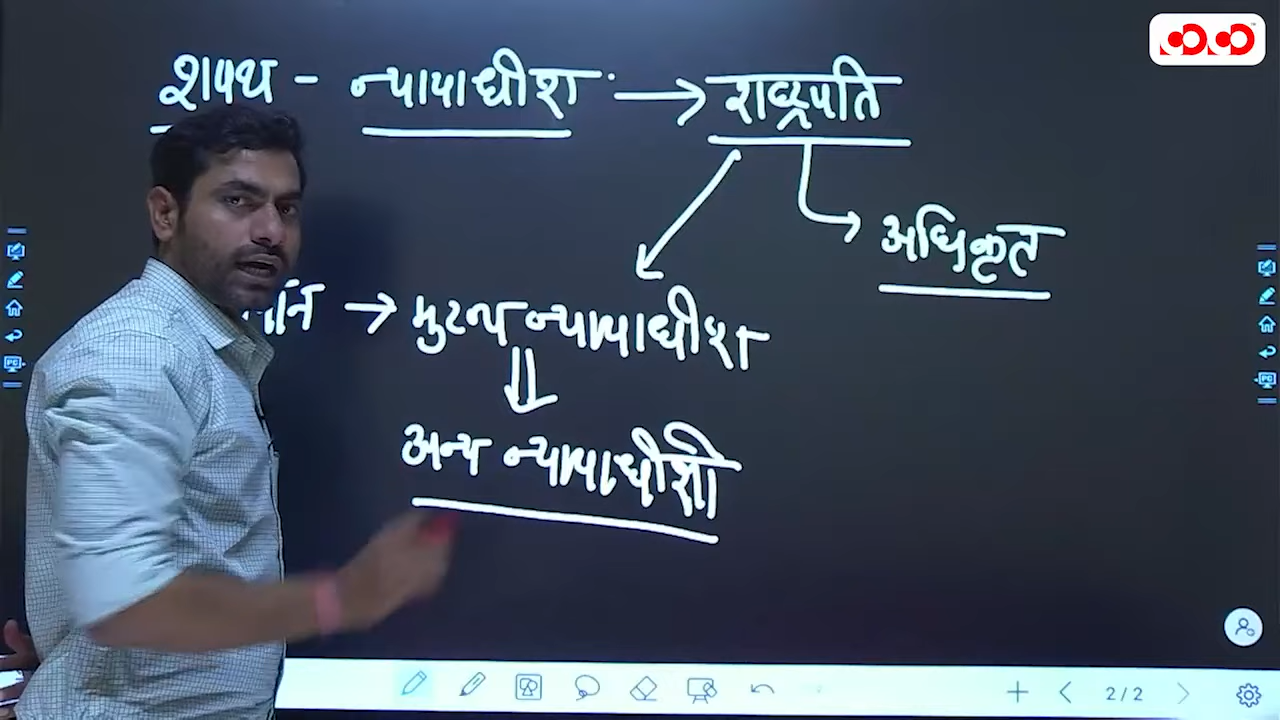 शपथ - न्यायाधीश → राष्ट्रपति
अधिकृत
→ मुख्य न्यायाधीश
अन्य न्यायाधीशों
2/2